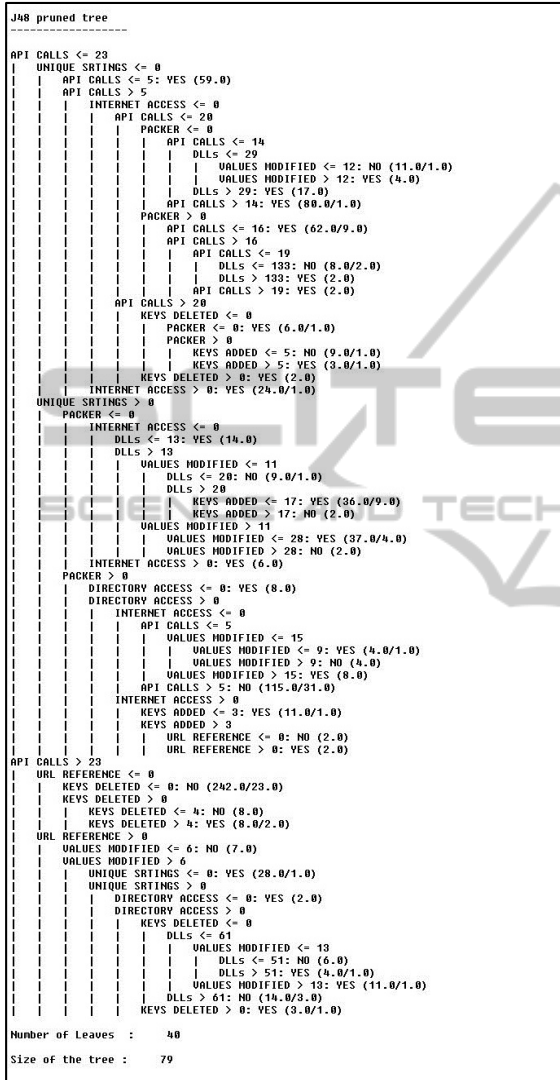 J48 pruned tree
------------------
API CALLS <= 23
|   UNIQUE SRTINGS <= 0
|   |   API CALLS <= 5: YES (59.0)
|   |   API CALLS > 5
|   |   |   INTERNET ACCESS <= 0
|   |   |   |   API CALLS <= 20
|   |   |   |   |   PACKER <= 0
|   |   |   |   |   |   API CALLS <= 14
|   |   |   |   |   |   |   DLLs <= 29
|   |   |   |   |   |   |   |   VALUES MODIFIED <= 12: NO (11.0/1.0)
|   |   |   |   |   |   |   |   VALUES MODIFIED > 12: YES (4.0)
|   |   |   |   |   |   |   DLLs > 29: YES (17.0)
|   |   |   |   |   |   API CALLS > 14: YES (80.0/1.0)
|   |   |   |   |   PACKER > 0
|   |   |   |   |   |   API CALLS <= 16: YES (62.0/9.0)
|   |   |   |   |   |   API CALLS > 16
|   |   |   |   |   |   |   API CALLS <= 19
|   |   |   |   |   |   |   |   DLLs <= 133: NO (8.0/2.0)
|   |   |   |   |   |   |   |   DLLs > 133: YES (2.0)
|   |   |   |   |   |   |   API CALLS > 19: YES (2.0)
|   |   |   |   API CALLS > 20
|   |   |   |   |   KEYS DELETED <= 0
|   |   |   |   |   |   PACKER <= 0: YES (6.0/1.0)
|   |   |   |   |   |   PACKER > 0
|   |   |   |   |   |   |   KEYS ADDED <= 5: NO (9.0/1.0)
|   |   |   |   |   |   |   KEYS ADDED > 5: YES (3.0/1.0)
|   |   |   |   |   KEYS DELETED > 0: YES (2.0)
|   |   |   INTERNET ACCESS > 0: YES (24.0/1.0)
|   UNIQUE SRTINGS > 0
|   |   PACKER <= 0
|   |   |   INTERNET ACCESS <= 0
|   |   |   |   DLLs <= 13: YES (14.0)
|   |   |   |   DLLs > 13
|   |   |   |   |   VALUES MODIFIED <= 11
|   |   |   |   |   |   DLLs <= 20: NO (9.0/1.0)
|   |   |   |   |   |   DLLs > 20
|   |   |   |   |   |   |   KEYS ADDED <= 17: YES (36.0/9.0)
|   |   |   |   |   |   |   KEYS ADDED > 17: NO (2.0)
|   |   |   |   |   VALUES MODIFIED > 11
|   |   |   |   |   |   VALUES MODIFIED <= 28: YES (37.0/4.0)
|   |   |   |   |   |   VALUES MODIFIED > 28: NO (2.0)
|   |   |   INTERNET ACCESS > 0: YES (6.0)
|   |   PACKER > 0
|   |   |   DIRECTORY ACCESS <= 0: YES (8.0)
|   |   |   DIRECTORY ACCESS > 0
|   |   |   |   INTERNET ACCESS <= 0
|   |   |   |   |   API CALLS <= 5
|   |   |   |   |   |   VALUES MODIFIED <= 15
|   |   |   |   |   |   |   VALUES MODIFIED <= 9: YES (4.0/1.0)
|   |   |   |   |   |   |   VALUES MODIFIED > 9: NO (4.0)
|   |   |   |   |   |   VALUES MODIFIED > 15: YES (8.0)
|   |   |   |   |   API CALLS > 5: NO (115.0/31.0)
|   |   |   |   INTERNET ACCESS > 0
|   |   |   |   |   KEYS ADDED <= 3: YES (11.0/1.0)
|   |   |   |   |   KEYS ADDED > 3
|   |   |   |   |   |   URL REFERENCE <= 0: NO (2.0)
|   |   |   |   |   |   URL REFERENCE > 0: YES (2.0)
API CALLS > 23
|   URL REFERENCE <= 0
|   |   KEYS DELETED <= 0: NO (242.0/23.0)
|   |   KEYS DELETED > 0
|   |   |   KEYS DELETED <= 4: NO (8.0)
|   |   |   KEYS DELETED > 4: YES (8.0/2.0)
|   URL REFERENCE > 0
|   |   VALUES MODIFIED <= 6: NO (7.0)
|   |   VALUES MODIFIED > 6
|   |   |   UNIQUE SRTINGS <= 0: YES (28.0/1.0)
|   |   |   UNIQUE SRTINGS > 0
|   |   |   |   DIRECTORY ACCESS <= 0: YES (2.0)
|   |   |   |   DIRECTORY ACCESS > 0
|   |   |   |   |   KEYS DELETED <= 0
|   |   |   |   |   |   DLLs <= 61
|   |   |   |   |   |   |   VALUES MODIFIED <= 13
|   |   |   |   |   |   |   |   DLLs <= 51: NO (6.0)
|   |   |   |   |   |   |   |   DLLs > 51: YES (4.0/1.0)
|   |   |   |   |   |   |   VALUES MODIFIED > 13: YES (11.0/1.0)
|   |   |   |   |   |   DLLs > 61: NO (14.0/3.0)
|   |   |   |   |   KEYS DELETED > 0: YES (3.0/1.0)
Number of Leaves  :     40
Size of the tree :     79
SCITE
SCIENCE AND TECH